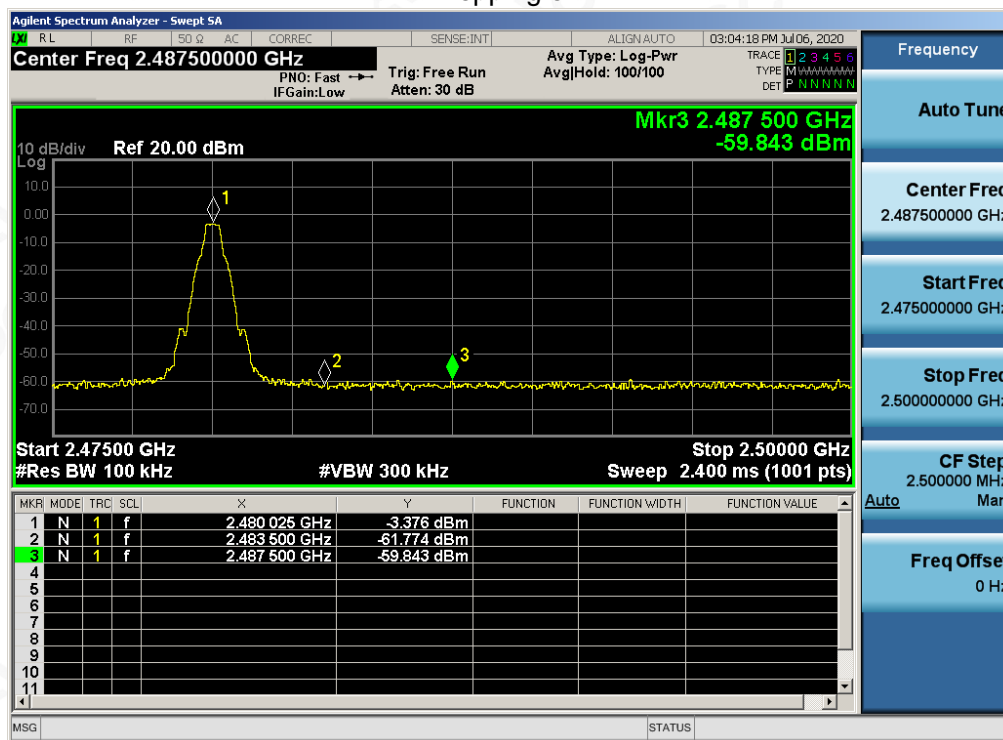 Agilent Spectrum Analyzer - Swept SA
LXI RL RF 50 Ω AC CORREC SENSE:INT ALIGNAUTO 03:04:18 PM Jul 06, 2020
Center Freq 2.487500000 GHz
PNO: Fast
IFGain:Low
Trig: Free Run
Atten: 30 dB
Avg Type: Log-Pwr
Avg|Hold: 100/100
TRACE 1 2 3 4 5 6
TYPE M
DET P N N N N N
Mkr3 2.487 500 GHz
-59.843 dBm
10 dB/div Ref 20.00 dBm
Log
10.0
0.00
-10.0
-20.0
-30.0
-40.0
-50.0
-60.0
-70.0
1
2
3
Start 2.47500 GHz Stop 2.50000 GHz
#Res BW 100 kHz #VBW 300 kHz Sweep 2.400 ms (1001 pts)
MKR MODE TRC SCL X Y FUNCTION FUNCTION WIDTH FUNCTION VALUE
1 N 1 f 2.480 025 GHz -3.376 dBm
2 N 1 f 2.483 500 GHz -61.774 dBm
3 N 1 f 2.487 500 GHz -59.843 dBm
4
5
6
7
8
9
10
11
MSG STATUS
Frequency
Auto Tune
Center Freq
2.487500000 GHz
Start Freq
2.475000000 GHz
Stop Freq
2.500000000 GHz
CF Step
2.500000 MHz
Auto Man
Freq Offset
0 Hz